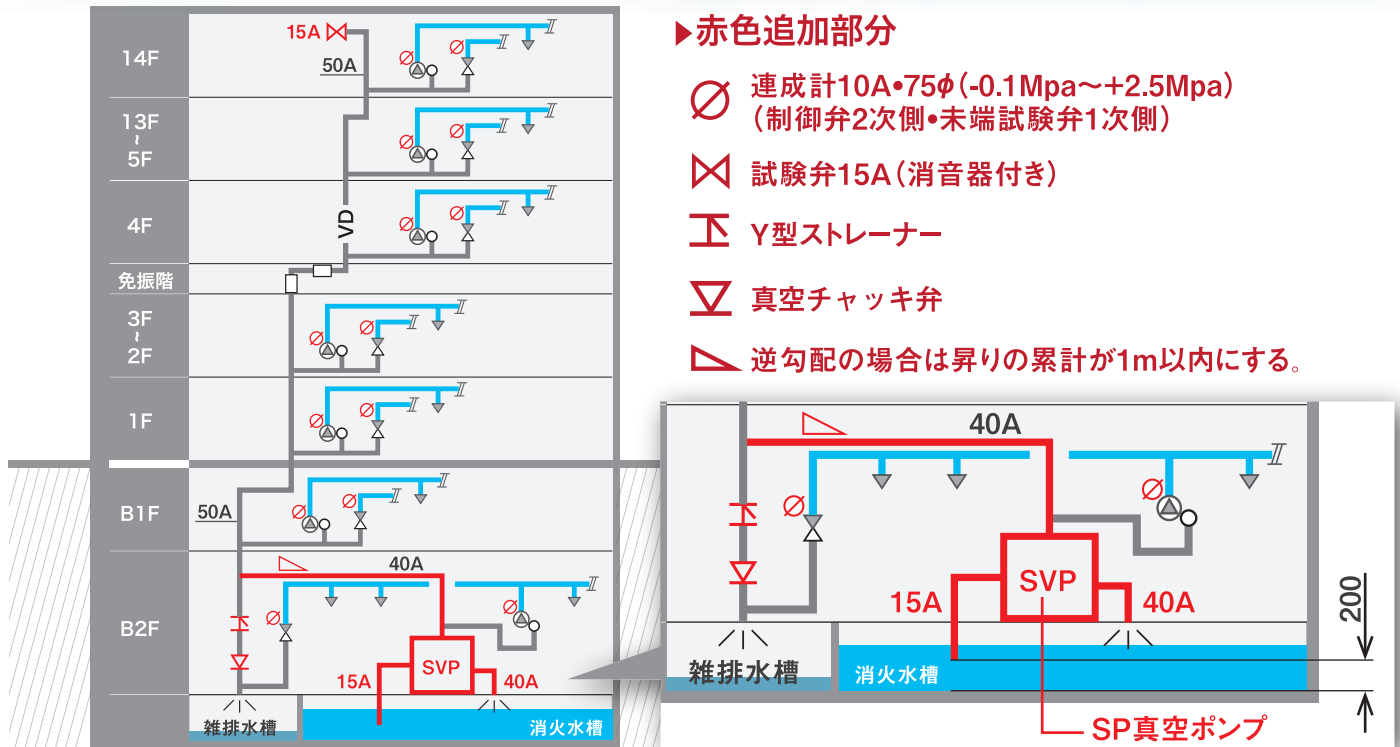 14F
15A
50A
13F
~
5F
4F
VD
免振階
3F
~
2F
1F
B1F
50A
B2F
40A
SVP
15A
40A
雑排水槽
消火水槽
▶赤色追加部分
連成計10A•75φ(-0.1Mpa〜+2.5Mpa)
(制御弁2次側•未端試験弁1次側)
試験弁15A(消音器付き)
Y型ストレーナー
真空チャッキ弁
逆勾配の場合は昇りの累計が1m以内にする。
40A
SVP
15A
40A
200
雑排水槽
消火水槽
SP真空ポンプ